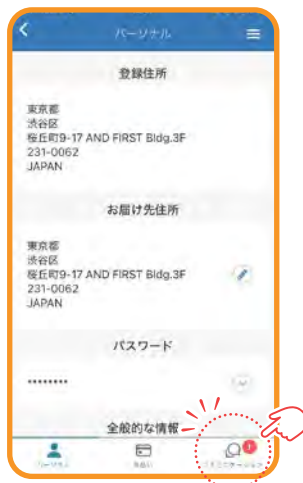 パーソナル
登録住所
東京都
渋谷区
桜丘町9-17 AND FIRST Bldg.3F
231-0062
JAPAN
お届け先住所
東京都
渋谷区
桜丘町9-17 AND FIRST Bldg.3F
231-0062
JAPAN
パスワード
••••••••
全般的な情報
パーソナル
支払い
1
コミュニケーション